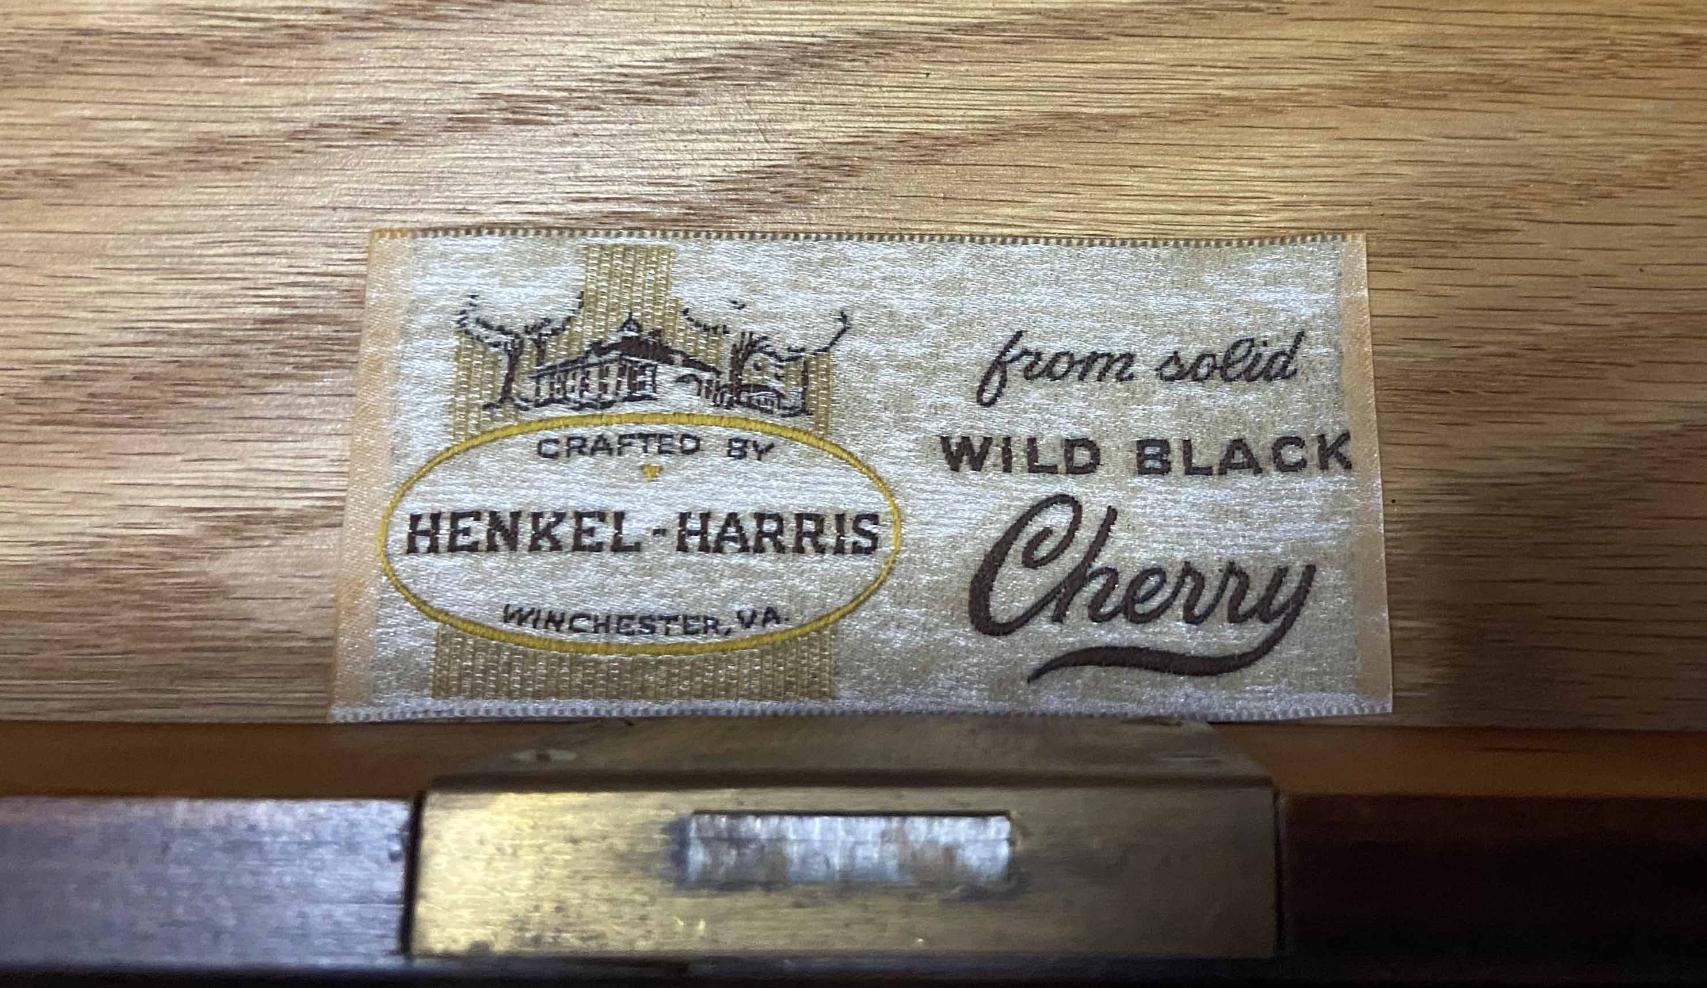 CRAFTED BY
HENKEL-HARRIS
WINCHESTER, VA.
from solid
WILD BLACK
Cherry